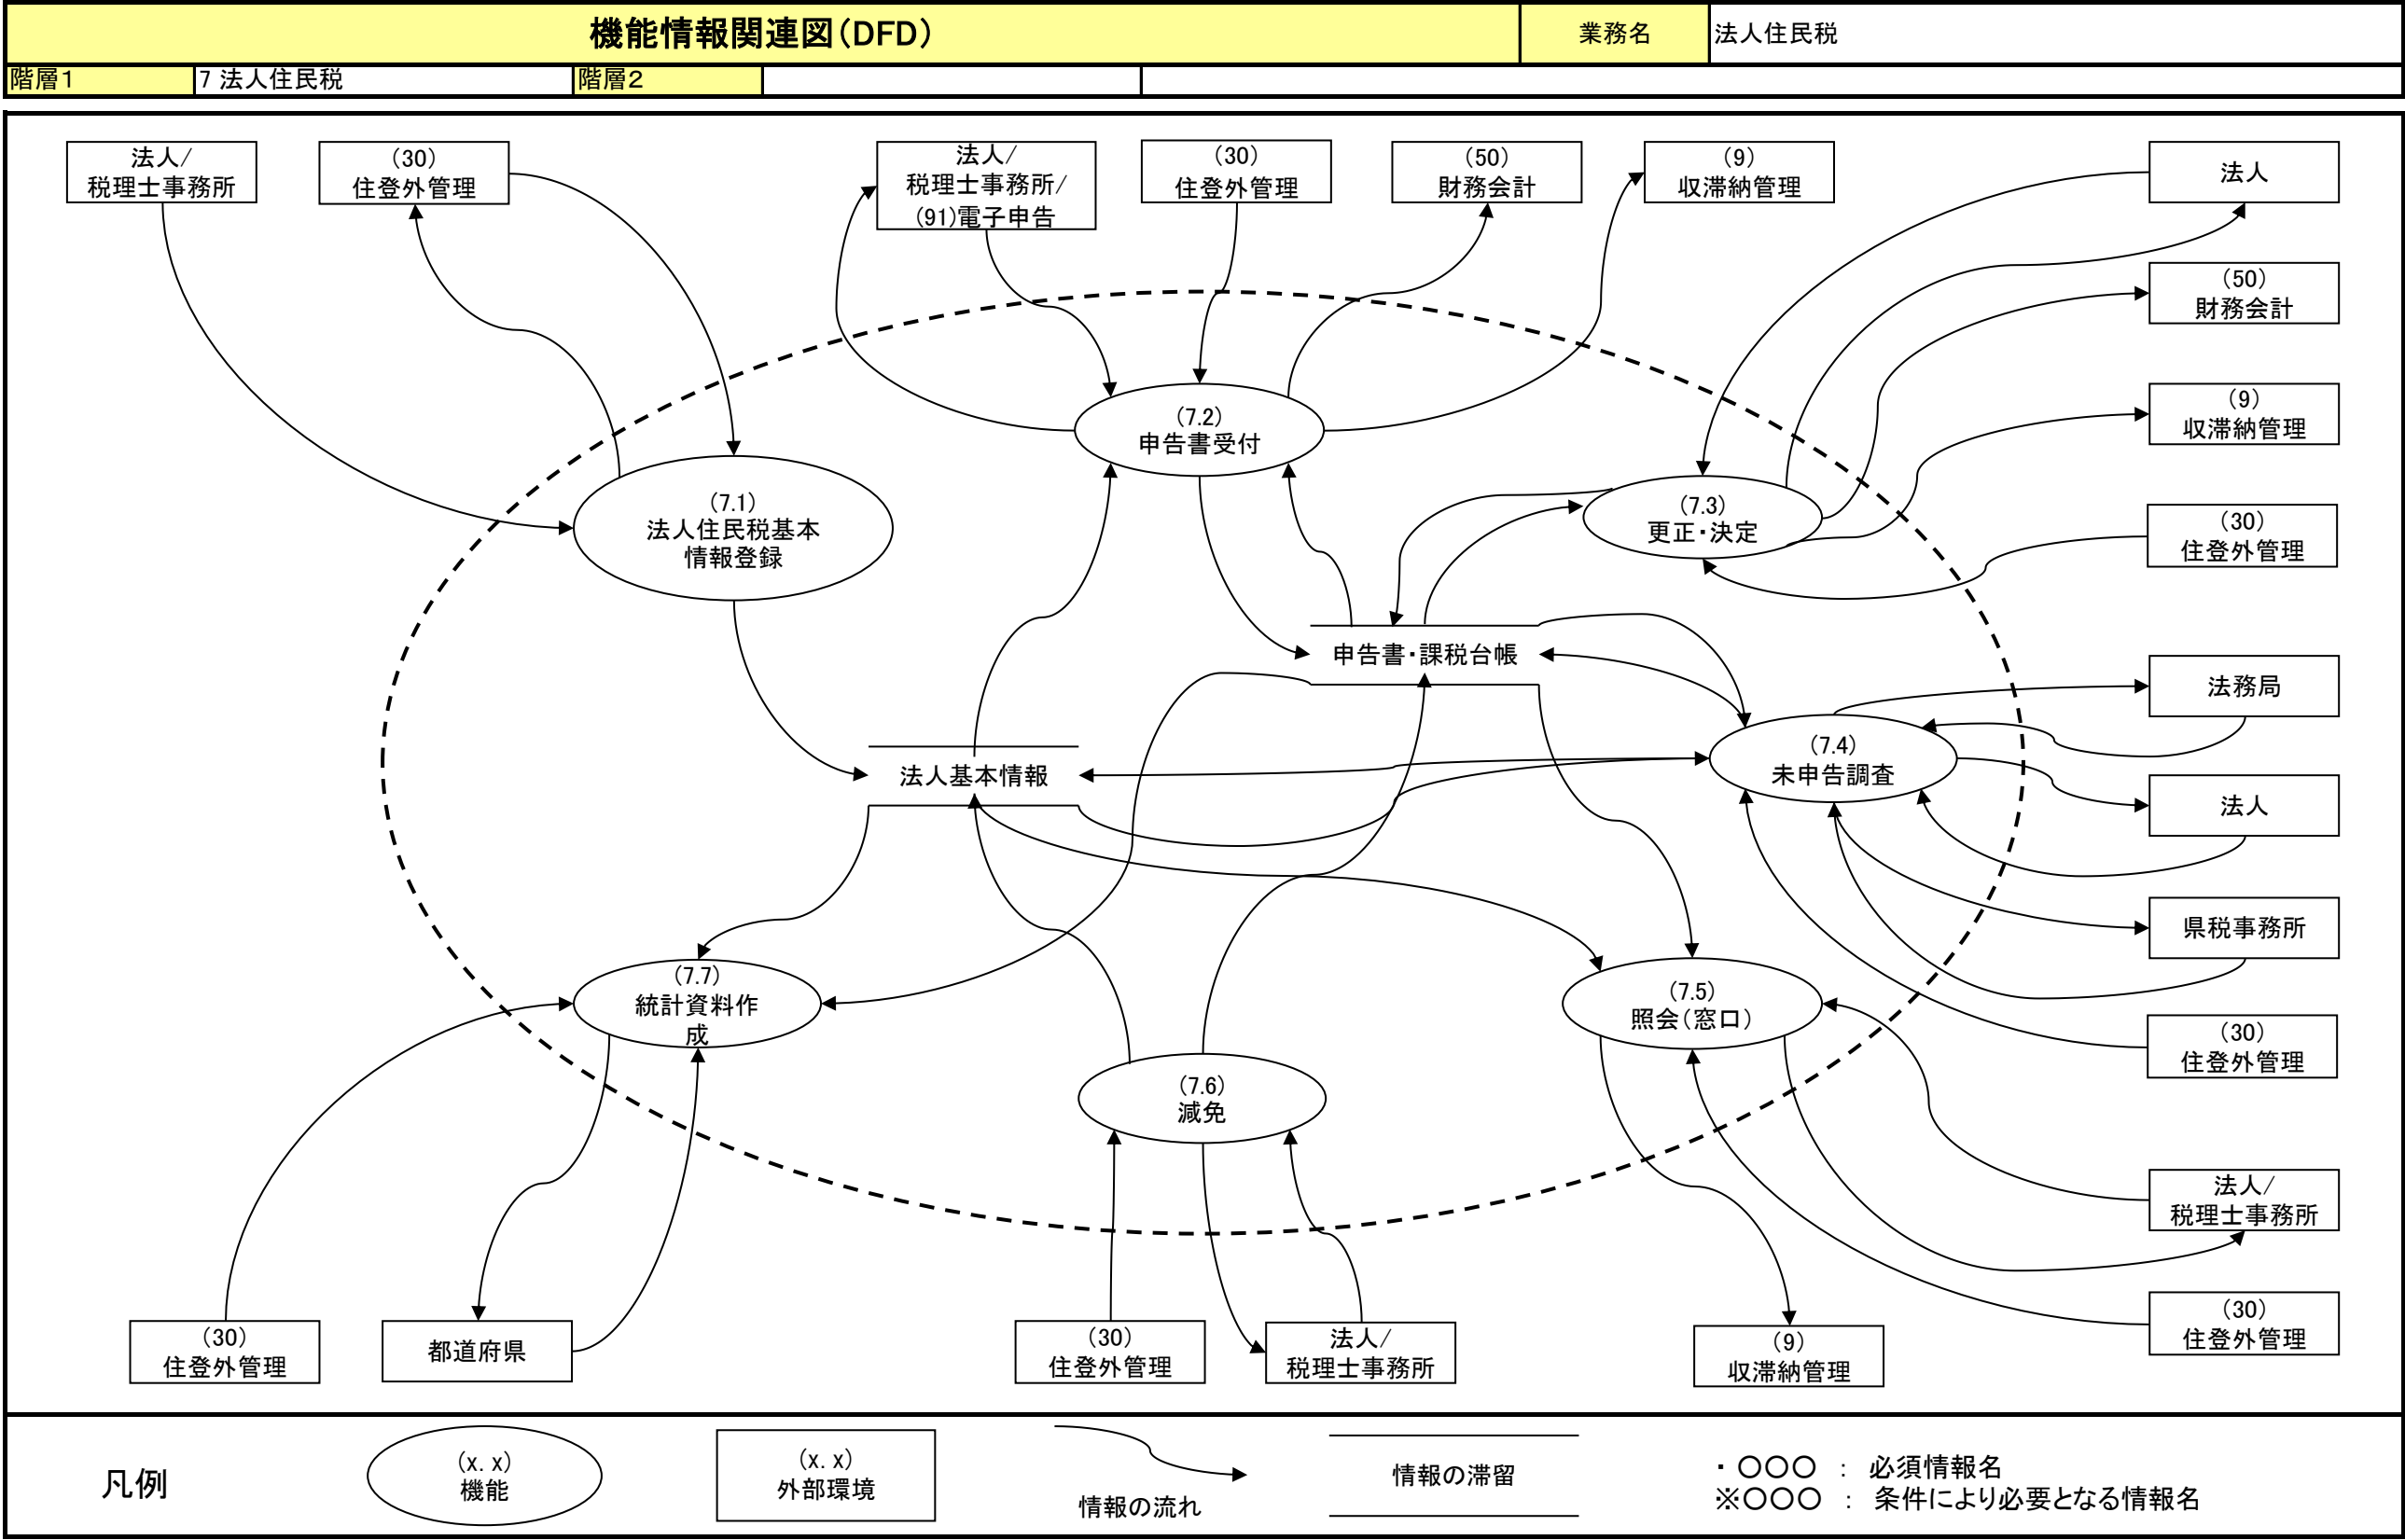 機能情報関連図（DFD）
業務名
法人住民税
階層１
7 法人住民税
階層２
法人/
税理士事務所
（30）
住登外管理
法人/
税理士事務所/
（91）電子申告
（30）
住登外管理
（50）
財務会計
（9）
収滞納管理
法人
（50）
財務会計
（9）
収滞納管理
（30）
住登外管理
（7.2）
申告書受付
（7.1）
法人住民税基本
情報登録
（7.3）
更正・決定
申告書・課税台帳
法務局
法人基本情報
（7.4）
未申告調査
法人
県税事務所
（7.7）
統計資料作
成
（7.5）
照会（窓口）
（30）
住登外管理
（7.6）
減免
法人/
税理士事務所
（30）
住登外管理
都道府県
（30）
住登外管理
法人/
税理士事務所
（9）
収滞納管理
（30）
住登外管理
凡例
（x. x）
機能
（x. x）
外部環境
情報の流れ
情報の滞留
・ 〇〇〇 ： 必須情報名
※〇〇〇 ： 条件により必要となる情報名